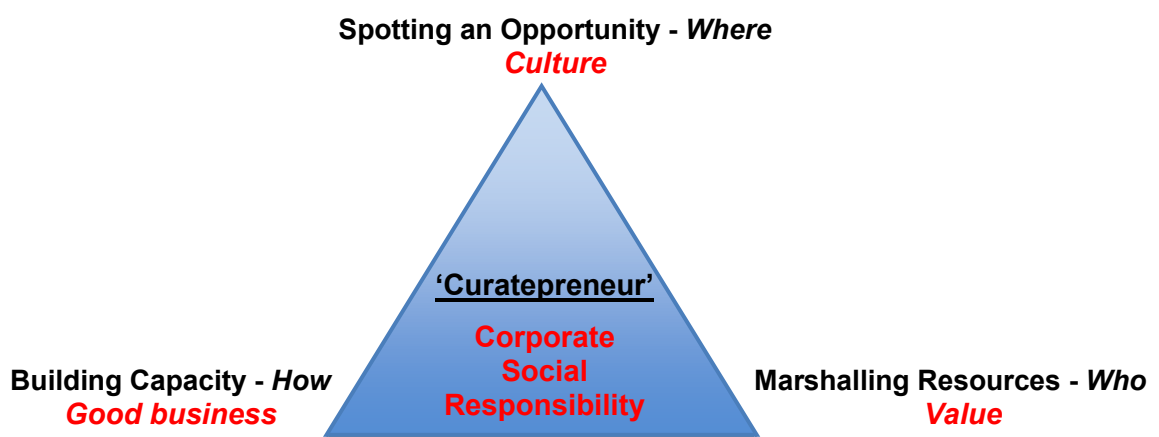 Spotting an Opportunity - Where
Culture
‘Curatepreneur’
Corporate
Social
Responsibility
Building Capacity - How
Good business
Marshalling Resources - Who
Value